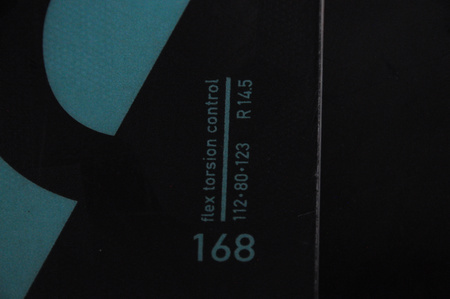 flex torsion control
112•80•123 R 14.5
168